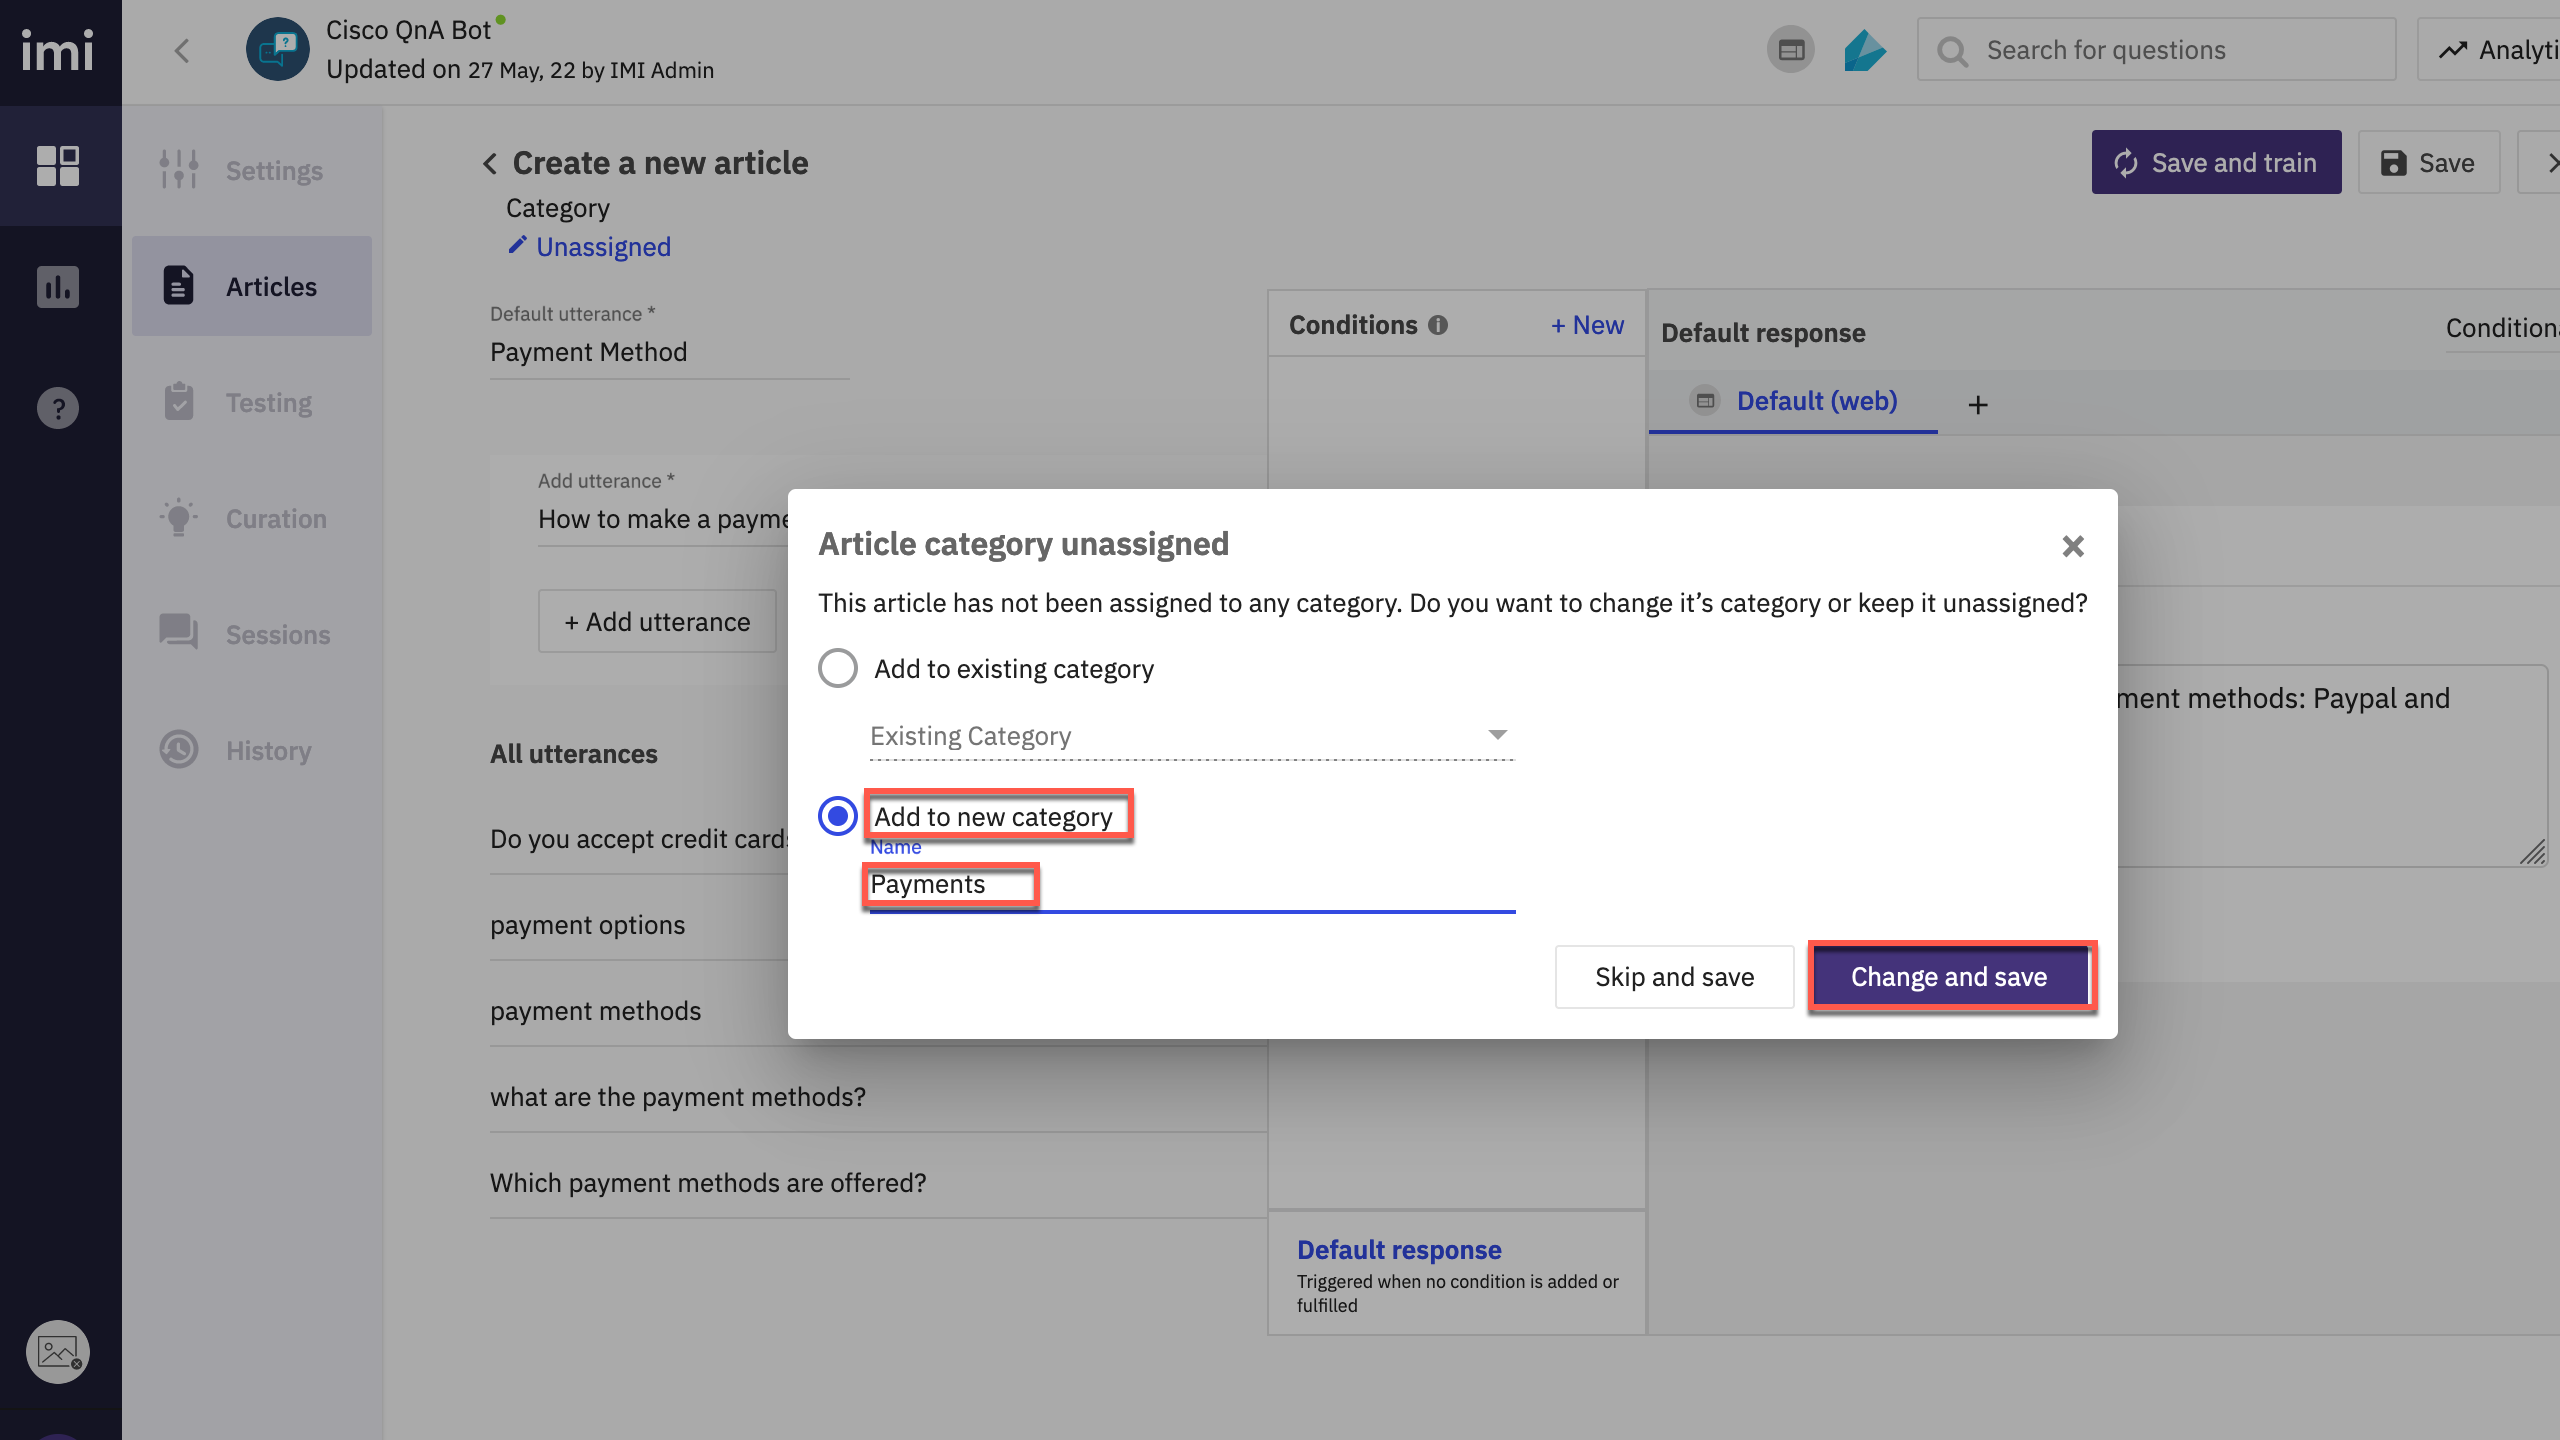 imi
Cisco QnA Bot
Updated on 27 May, 22 by IMI Admin
Search for questions
Analyti
Settings
Articles
Testing
Curation
Sessions
History
Create a new article
Category
Unassigned
Save and train
Save
Default utterance *
Payment Method
Add utterance *
How to make a payme
+ Add utterance
All utterances
Do you accept credit cards
payment options
payment methods
what are the payment methods?
Which payment methods are offered?
Conditions
+ New
Default response
Condition
Default (web)
+
ment methods: Paypal and
Default response
Triggered when no condition is added or
fulfilled
Article category unassigned
This article has not been assigned to any category. Do you want to change it’s category or keep it unassigned?
Add to existing category
Existing Category
Add to new category
Name
Payments
Skip and save
Change and save